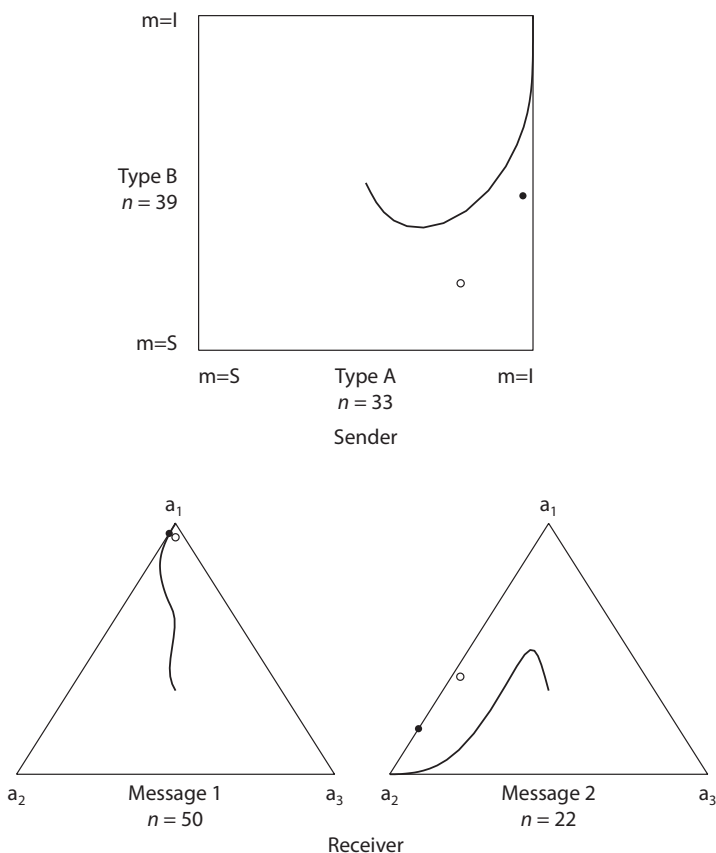 m=I
Type B
n = 39
m=S
m=S Type A m=I
n = 33
Sender
a1 a1
a2 Message 1 a3 a2 Message 2 a3
n = 50 n = 22
Receiver